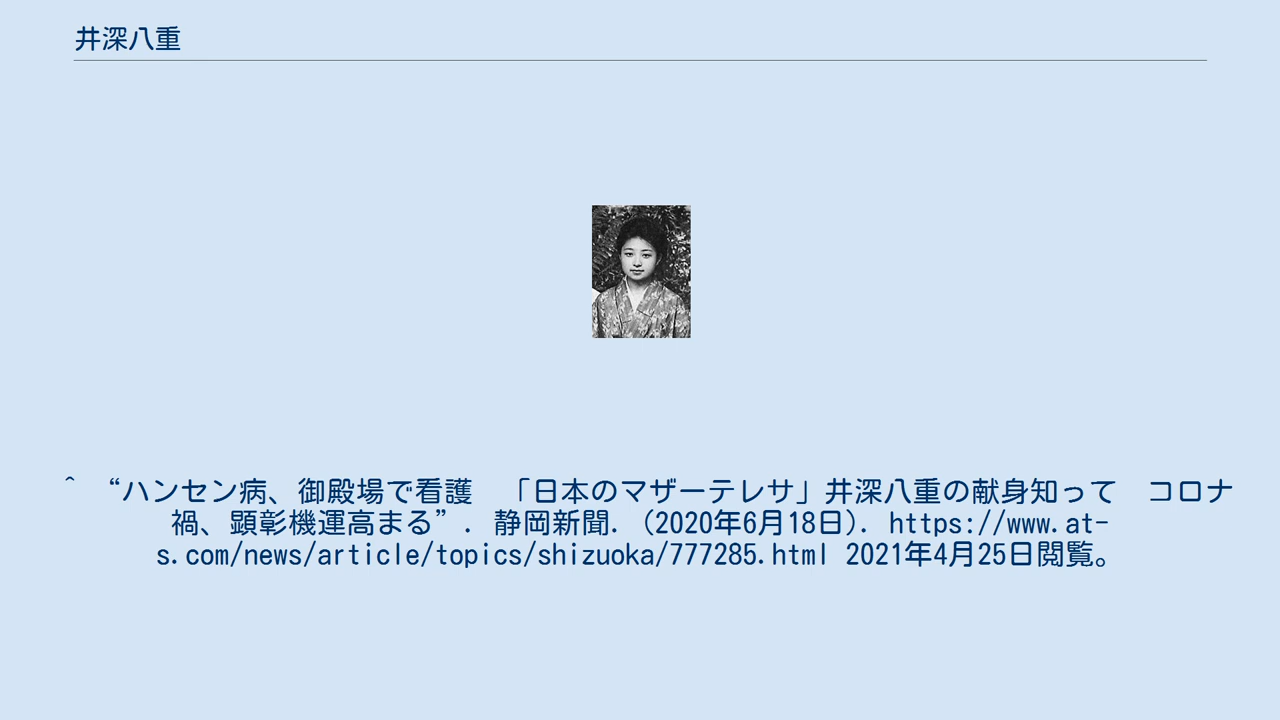 井深八重
^ “ハンセン病、御殿場で看護　「日本のマザーテレサ」井深八重の献身知って　コロナ
禍、顕彰機運高まる”. 静岡新聞. (2020年6月18日). https://www.at-
s.com/news/article/topics/shizuoka/777285.html 2021年4月25日閲覧。